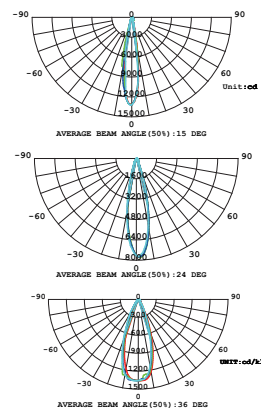 -90 0 90
3000
6000
-60 9000 60
Unit:cd
12000
-30 30
15000
0
AVERAGE BEAM ANGLE(50%):15 DEG
-90 0 90
1600
3200
-60 4800 60
6400
-30 30
8000
0
AVERAGE BEAM ANGLE(50%):24 DEG
-90 0 90
300
600
-60 900 60
UNIT:cd/k
1200
-30 30
1500
0
AVERAGE BEAM ANGLE(50%):36 DEG